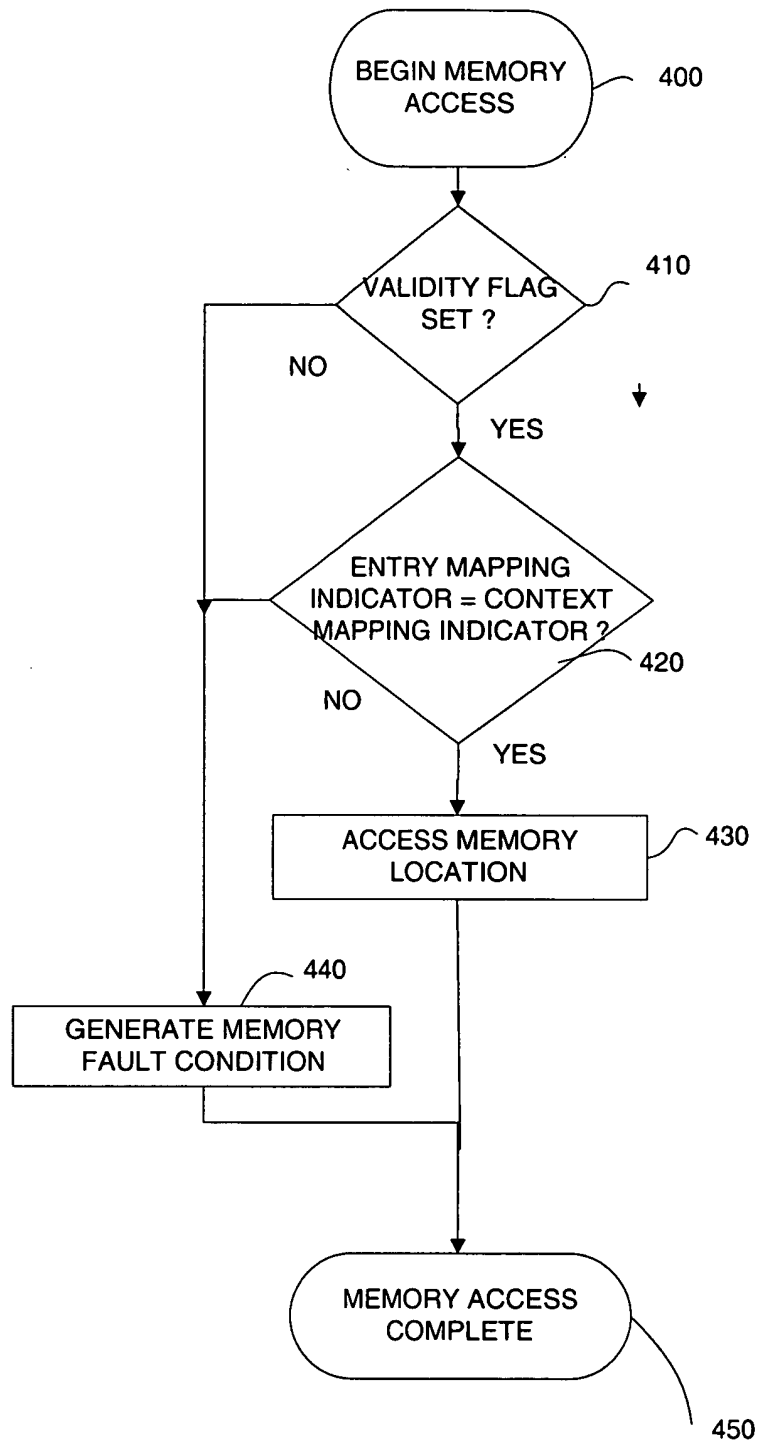 BEGIN MEMORY
ACCESS
400
VALIDITY FLAG
SET ?
410
NO
YES
ENTRY MAPPING
INDICATOR = CONTEXT
MAPPING INDICATOR ?
420
NO
YES
ACCESS MEMORY
LOCATION
430
440
GENERATE MEMORY
FAULT CONDITION
MEMORY ACCESS
COMPLETE
450